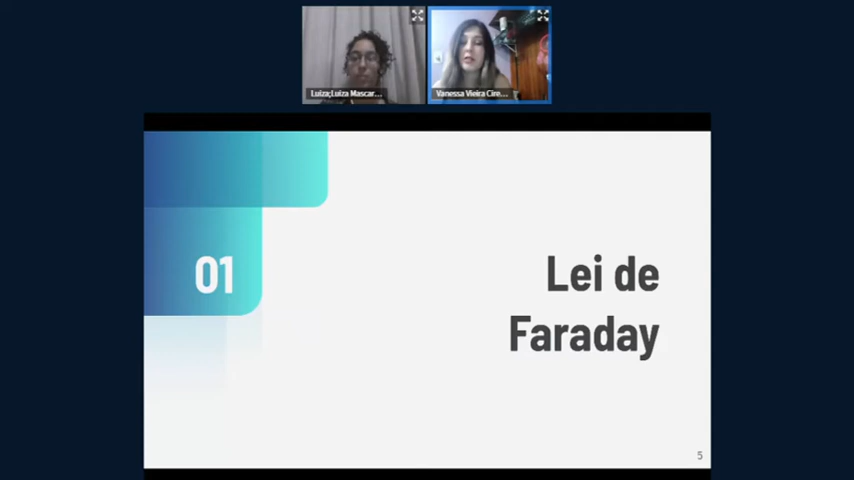 Luiza;Luiza Mascar...
Vanessa Vieira Cire...
01
Lei de
Faraday
5